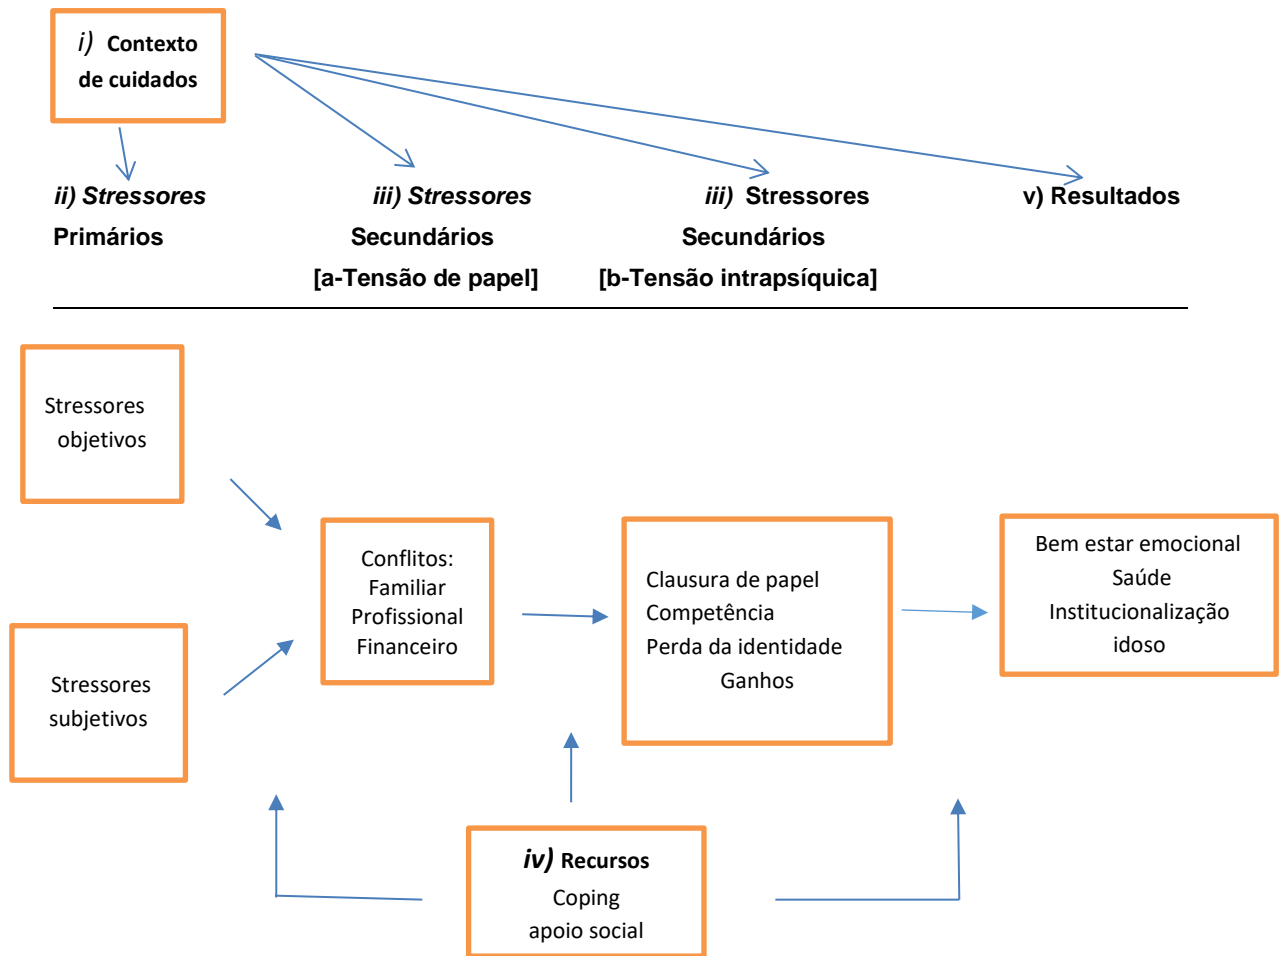 i) Contexto
de cuidados
ii) Stressores
Primários
iii) Stressores
Secundários
[a-Tensão de papel]
iii) Stressores
Secundários
[b-Tensão intrapsíquica]
v) Resultados
Stressores
objetivos
Stressores
subjetivos
Conflitos:
Familiar
Profissional
Financeiro
Clausura de papel
Competência
Perda da identidade
Ganhos
Bem estar emocional
Saúde
Institucionalização
idoso
iv) Recursos
Coping
apoio social